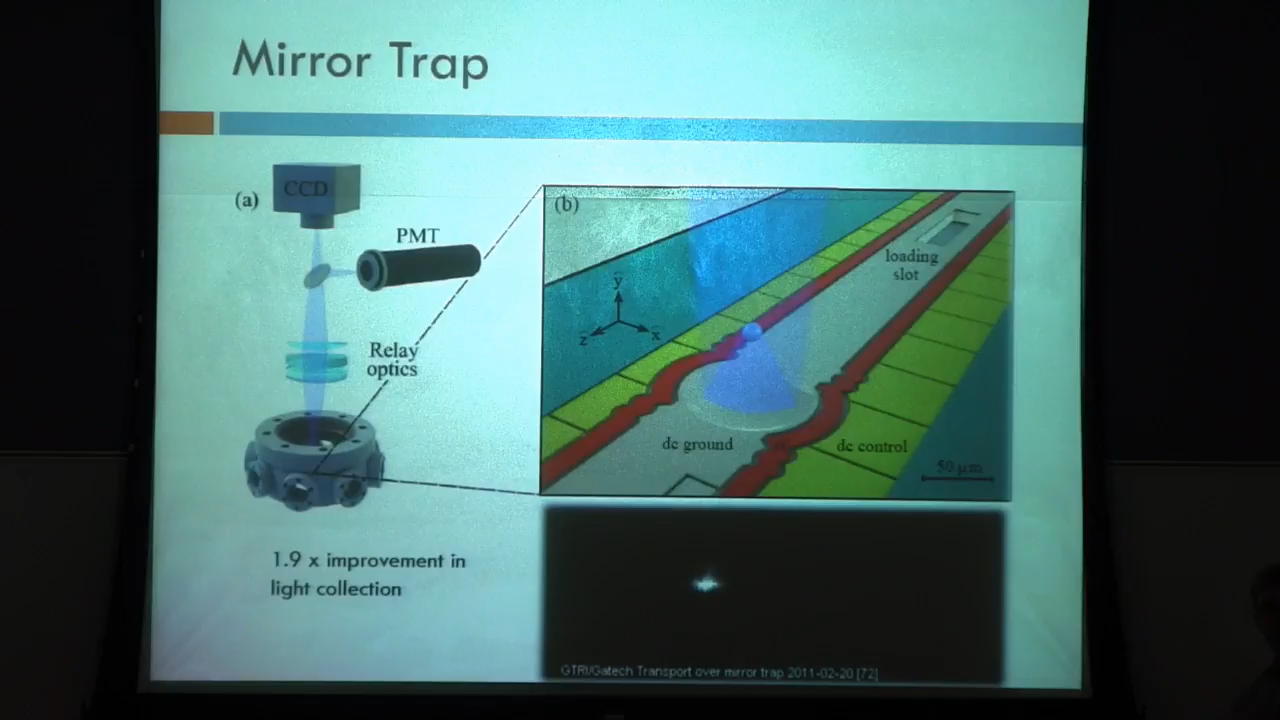 Mirror Trap
(a)
CCD
PMT
Relay
optics
(b)
loading
slot
y
z
x
dc ground
dc control
50 μm
1.9 x improvement in
light collection
GTRI/Gatech Transport over mirror trap 2011-02-20 [72]